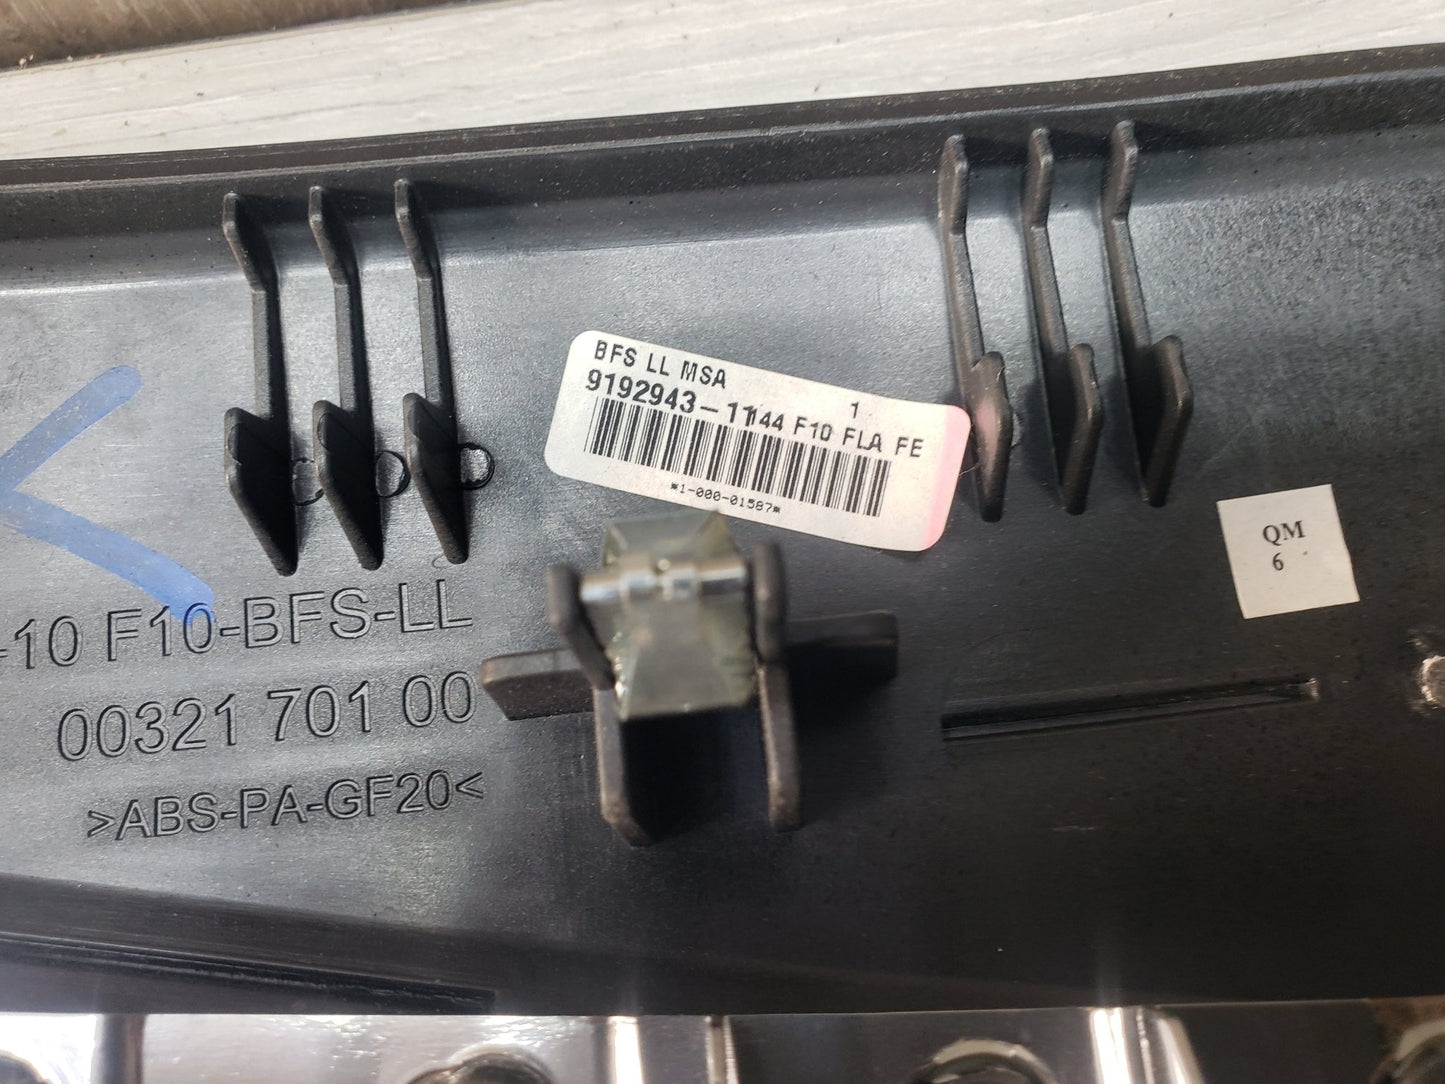 BFS LL MSA
1
9192943-1144 F10 FLA FE
*1-000-01587*
QM
6
-10 F10-BFS-LL
00321 701 00
>ABS-PA-GF20<